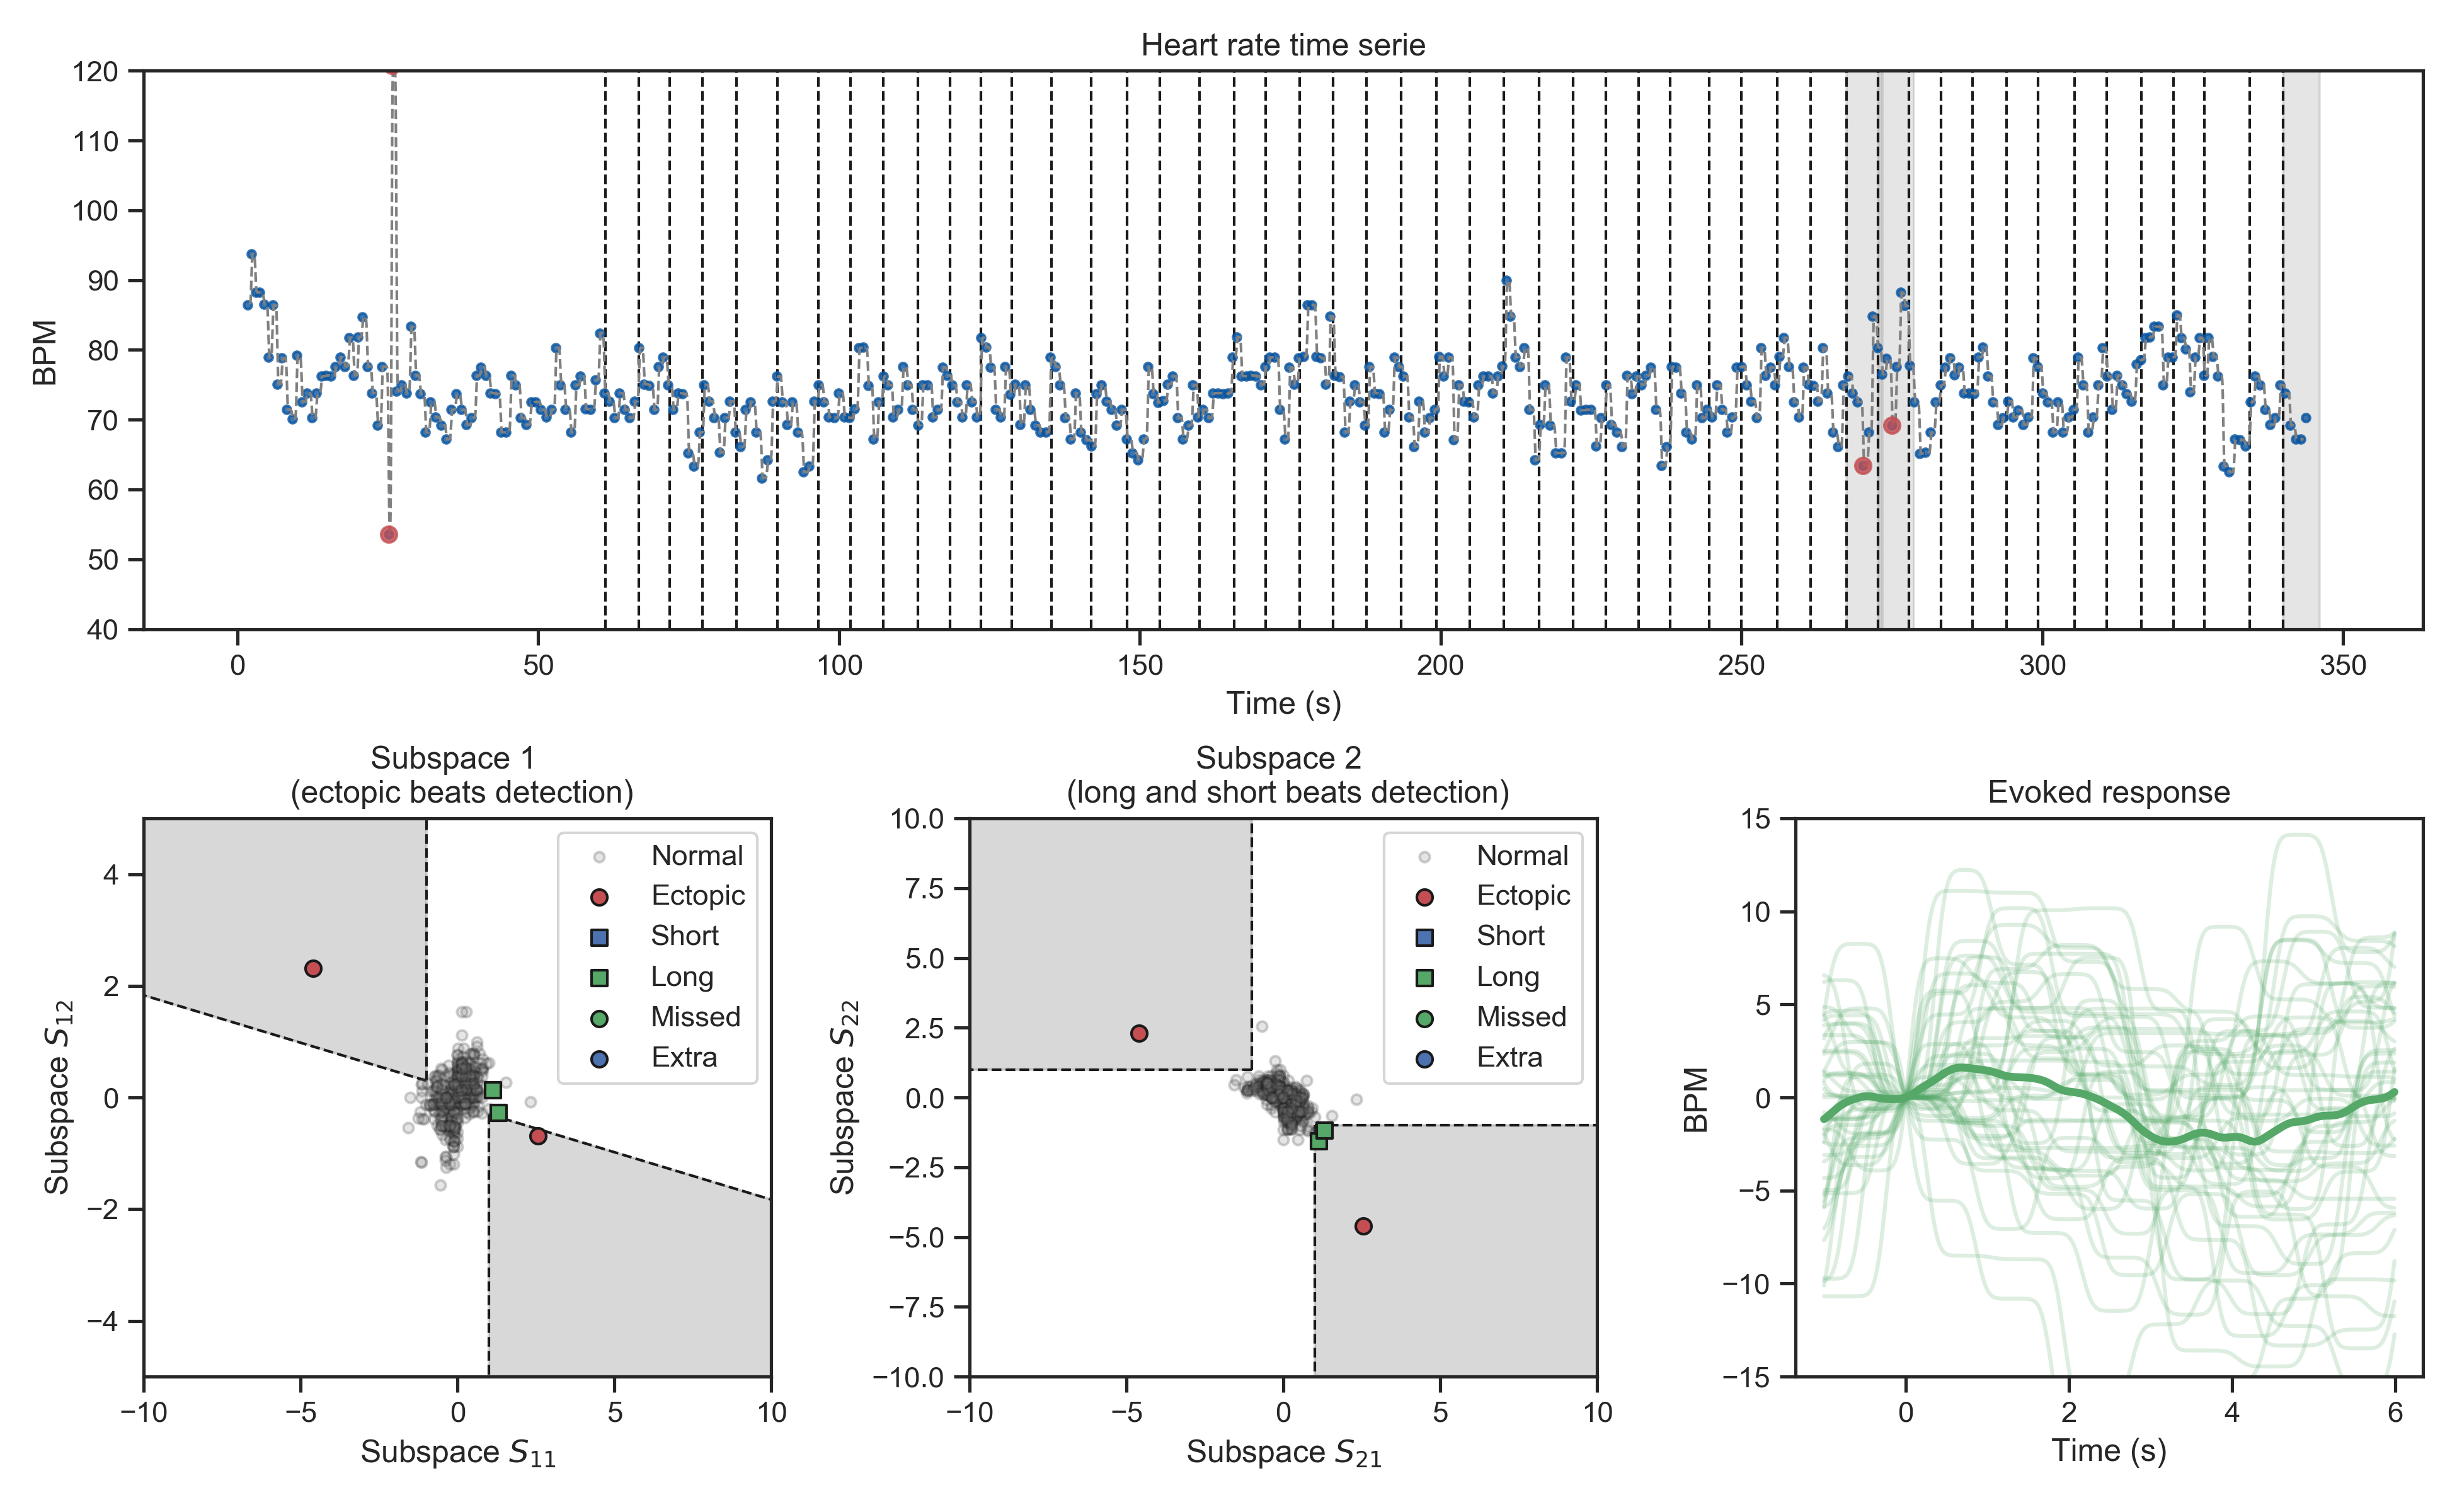 Heart rate time serie
BPM
120
110
100
90
80
70
60
50
40
0 50 100 150 200 250 300 350
Time (s)
Subspace 1
(ectopic beats detection)
Subspace S₁₂
4
2
0
−2
−4
Normal
Ectopic
Short
Long
Missed
Extra
−10 −5 0 5 10
Subspace S₁₁
Subspace 2
(long and short beats detection)
Subspace S₂₂
10.0
7.5
5.0
2.5
0.0
−2.5
−5.0
−7.5
−10.0
Normal
Ectopic
Short
Long
Missed
Extra
−10 −5 0 5 10
Subspace S₂₁
Evoked response
BPM
15
10
5
0
−5
−10
−15
0 2 4 6
Time (s)